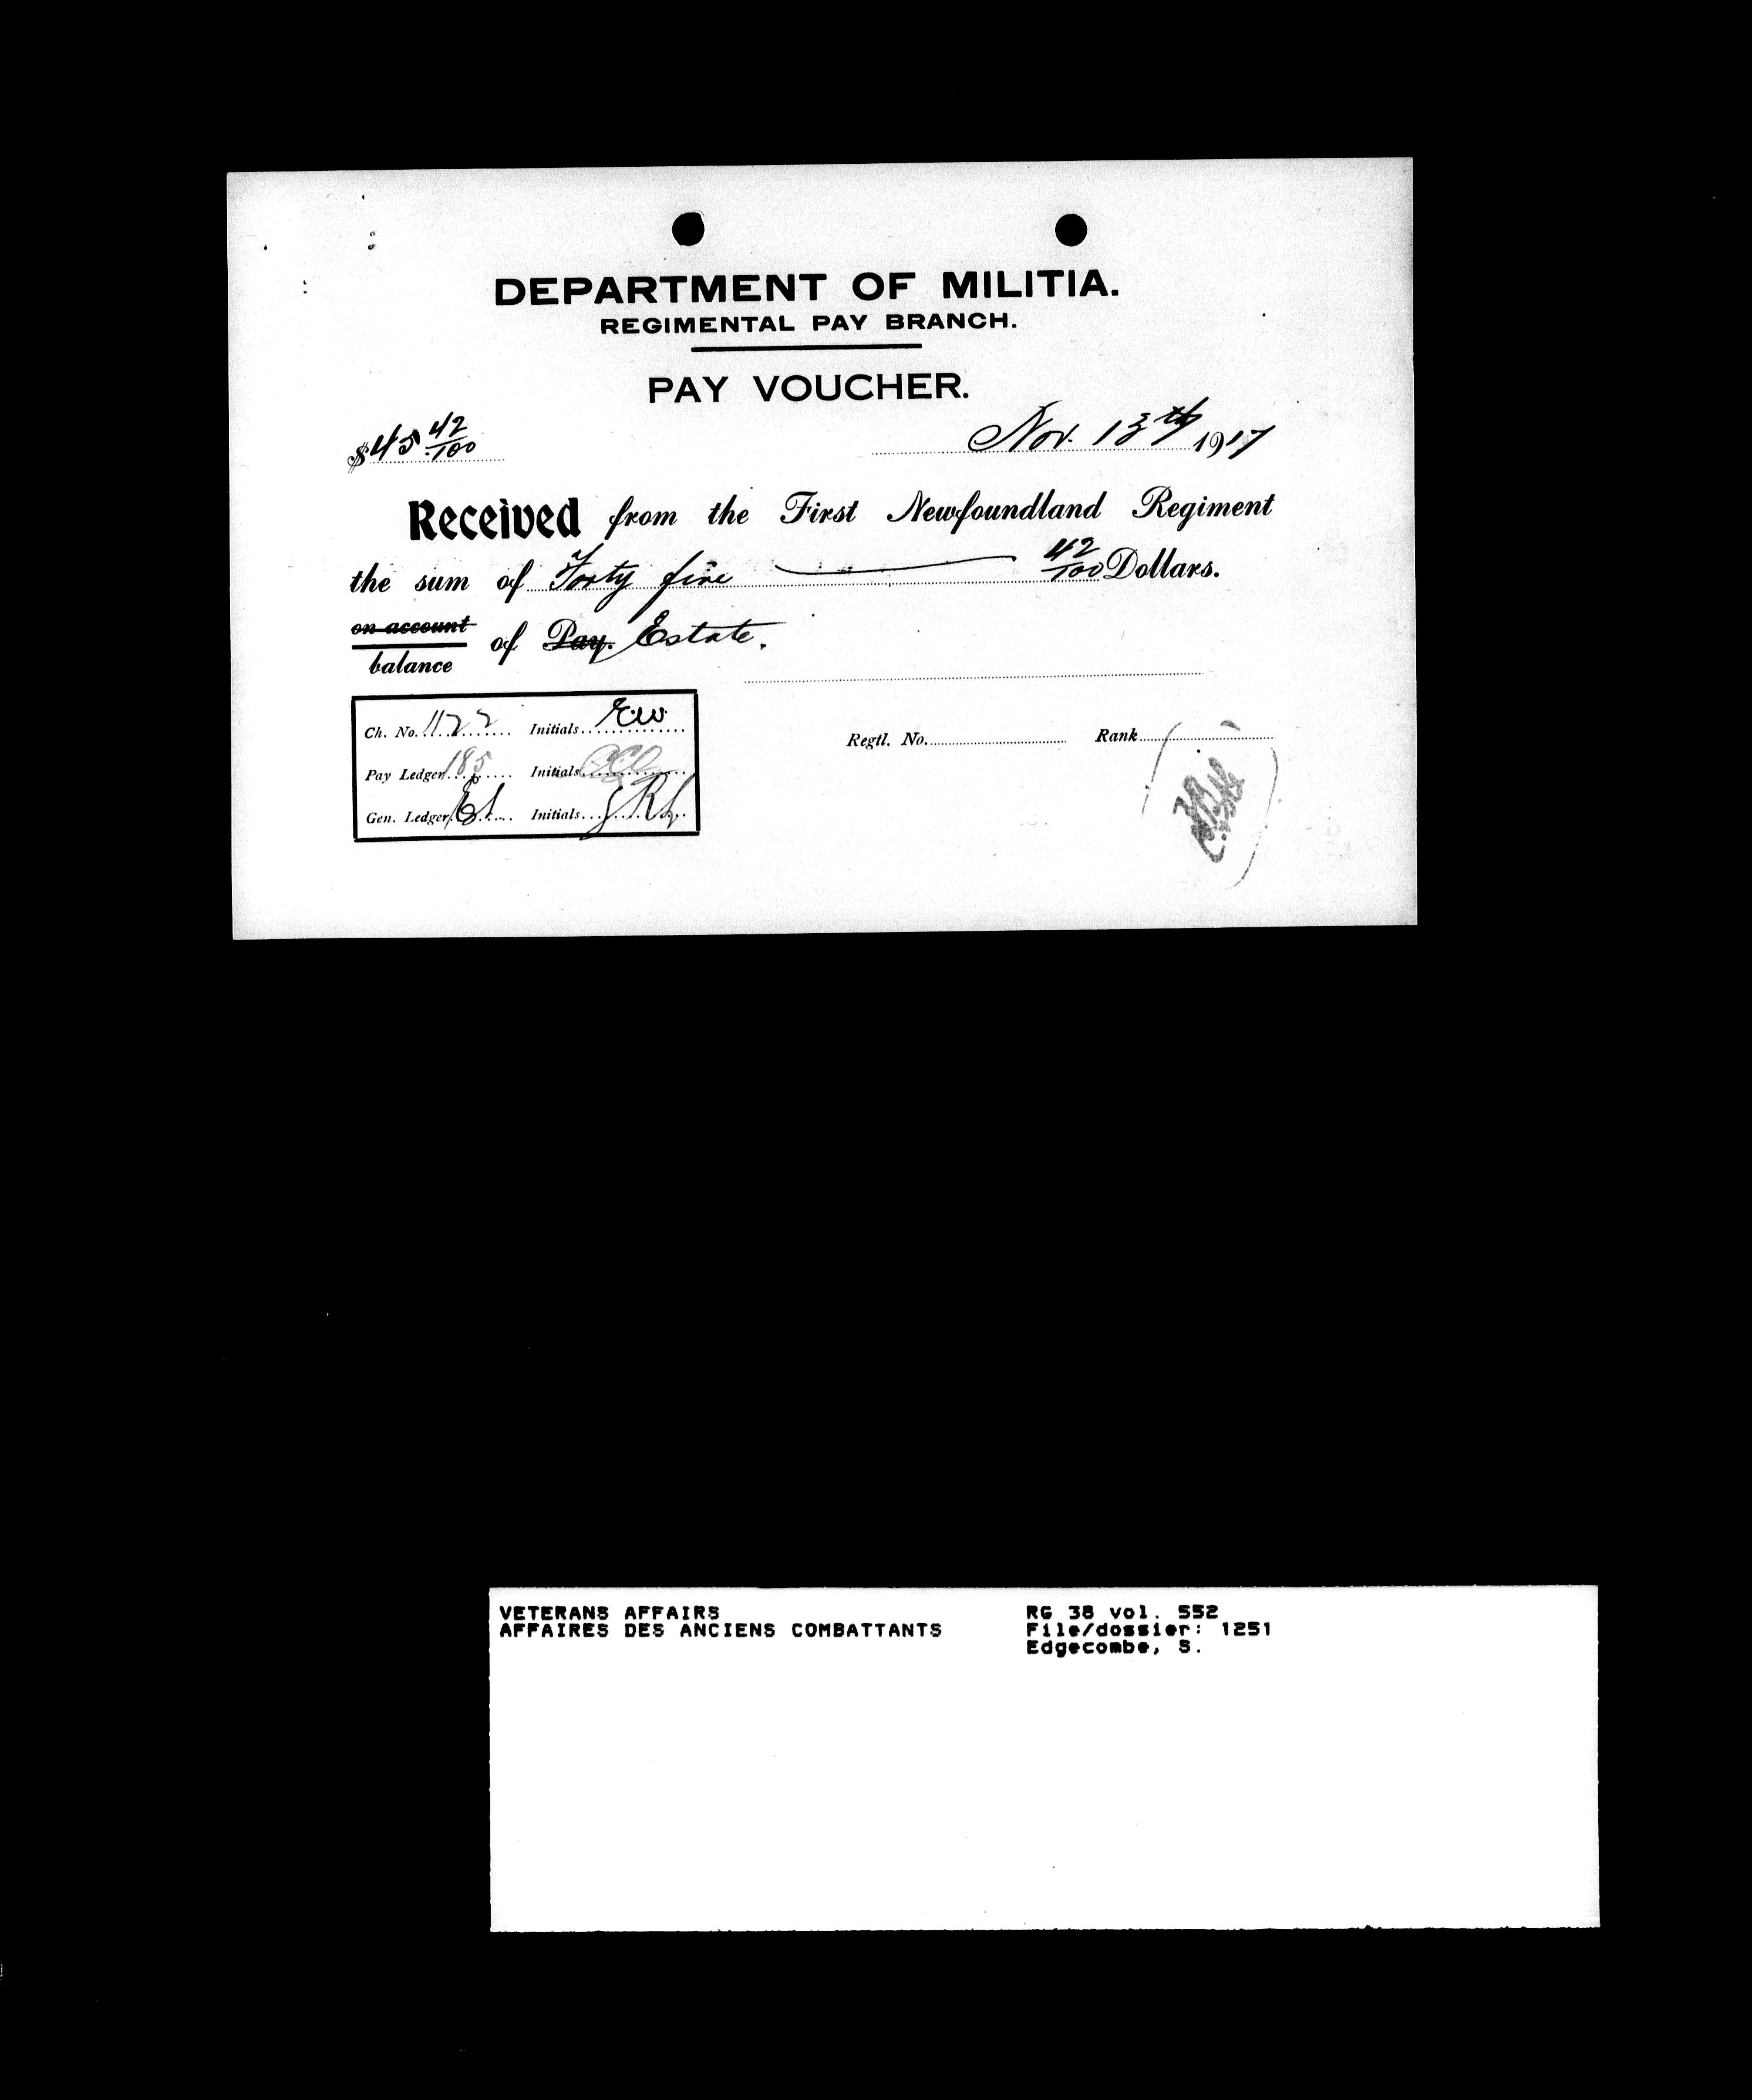 DEPARTMENT OF MILITIA.
REGIMENTAL PAY BRANCH.
PAY VOUCHER.
$45 42/100 Nov. 13th 1917
Received from the First Newfoundland Regiment
the sum of Forty five 42/100 Dollars.
on account
balance of Pay. Estate.
Ch. No. 1122 Initials E.W.
Regtl. No. Rank
Pay Ledger 185 Initials
Gen. Ledger Initials
VETERANS AFFAIRS
AFFAIRES DES ANCIENS COMBATTANTS
RG 38 vol. 552
File/dossier: 1251
Edgecombe, S.